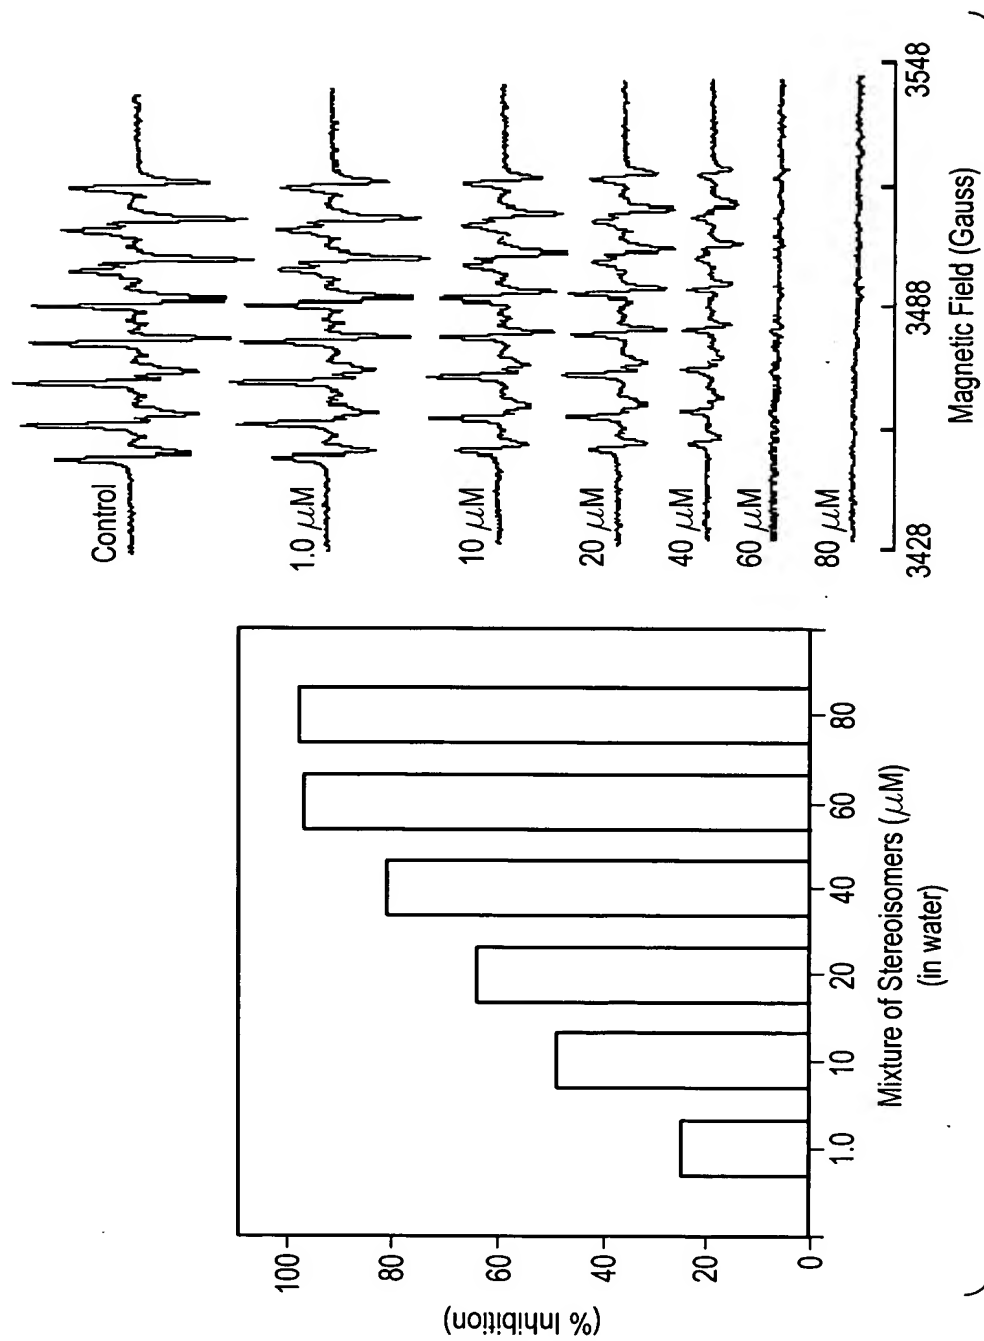 Control
1.0 μM
10 μM
20 μM
40 μM
60 μM
80 μM
3428
3488
3548
Magnetic Field (Gauss)
(% Inhibition)
100
80
60
40
20
0
1.0
10
20
40
60
80
Mixture of Stereoisomers (μM)
(in water)